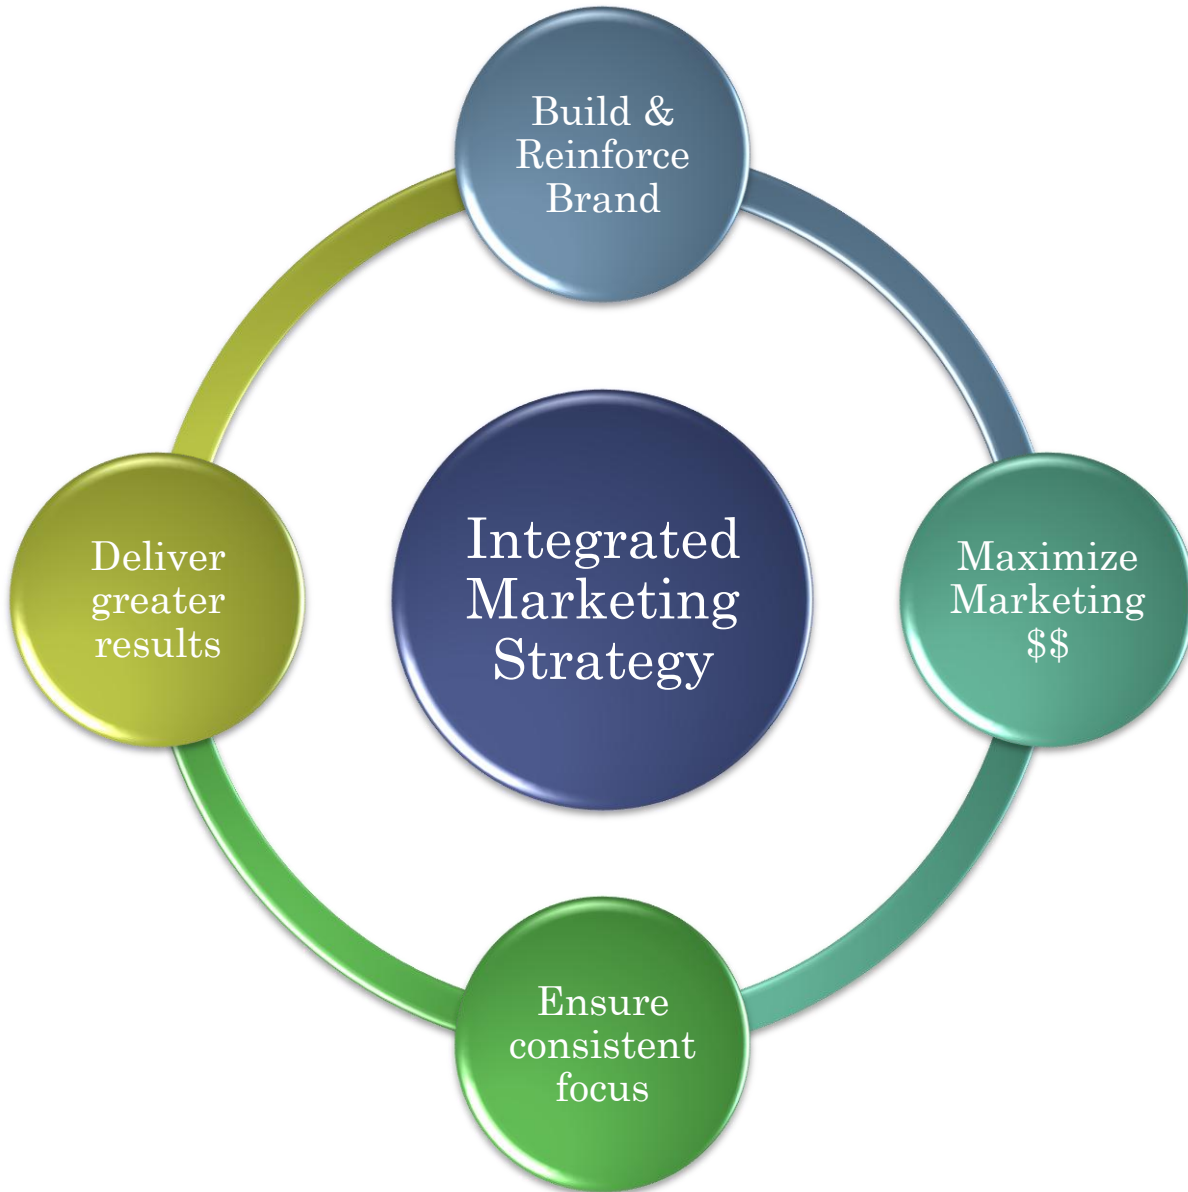 Build &
Reinforce
Brand
Integrated
Marketing
Strategy
Deliver
greater
results
Maximize
Marketing
$$
Ensure
consistent
focus